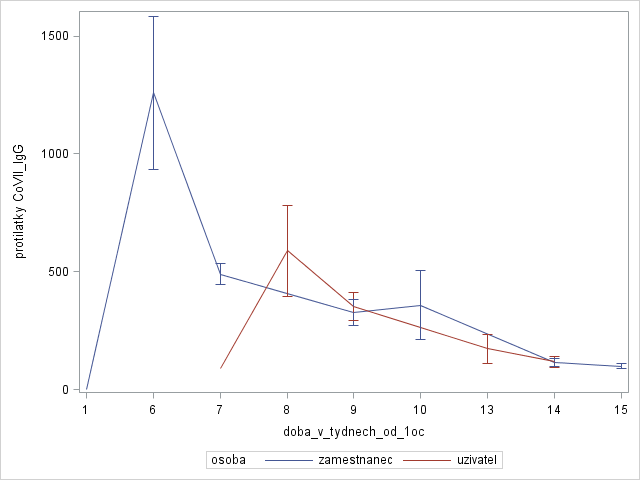 1500
1000
500
0
protilatky CoVII_IgG
1 6 7 8 9 10 13 14 15
doba_v_tydnech_od_1oc
osoba zamestnanec uzivatel